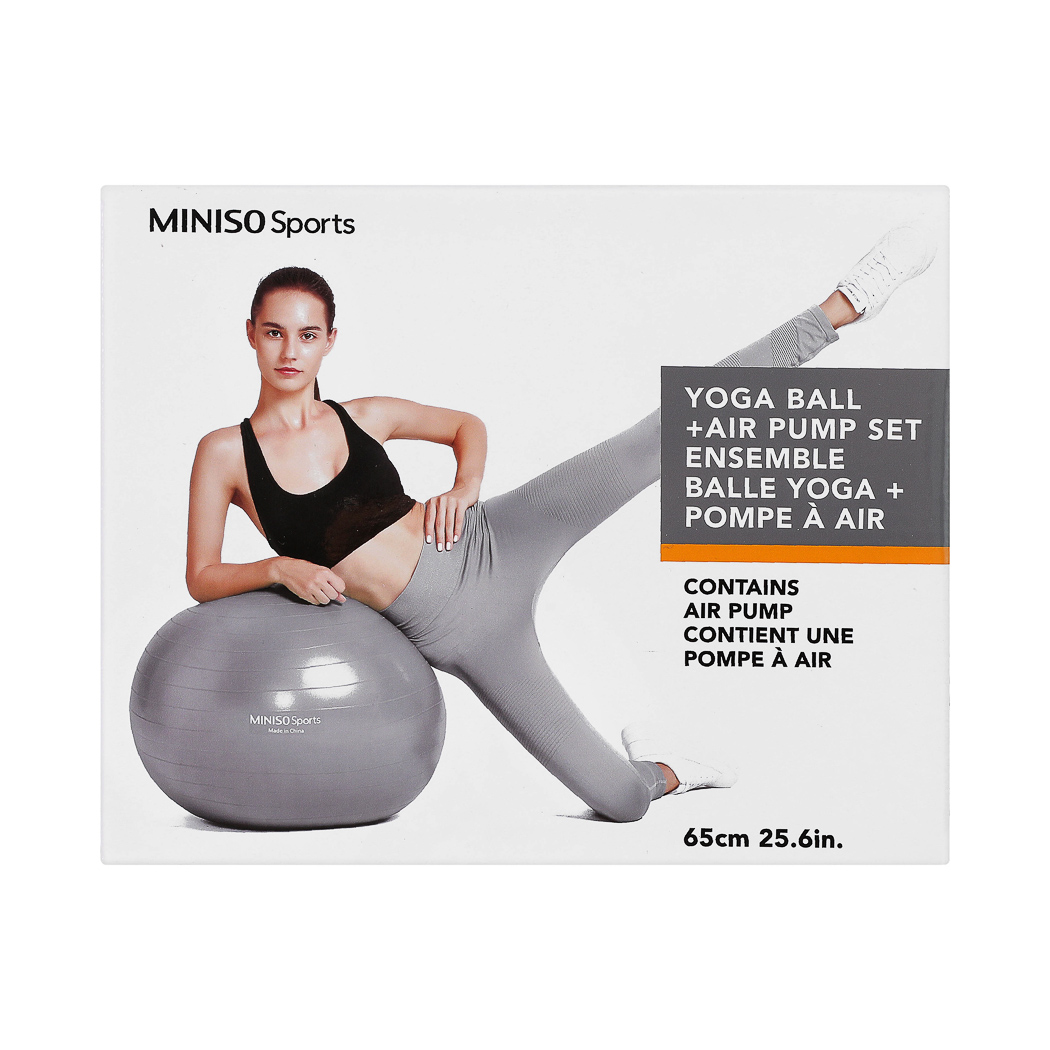 MINISO Sports
YOGA BALL
+AIR PUMP SET
ENSEMBLE
BALLE YOGA +
POMPE À AIR
CONTAINS
AIR PUMP
CONTIENT UNE
POMPE À AIR
MINISO Sports
Made in China
65cm 25.6in.